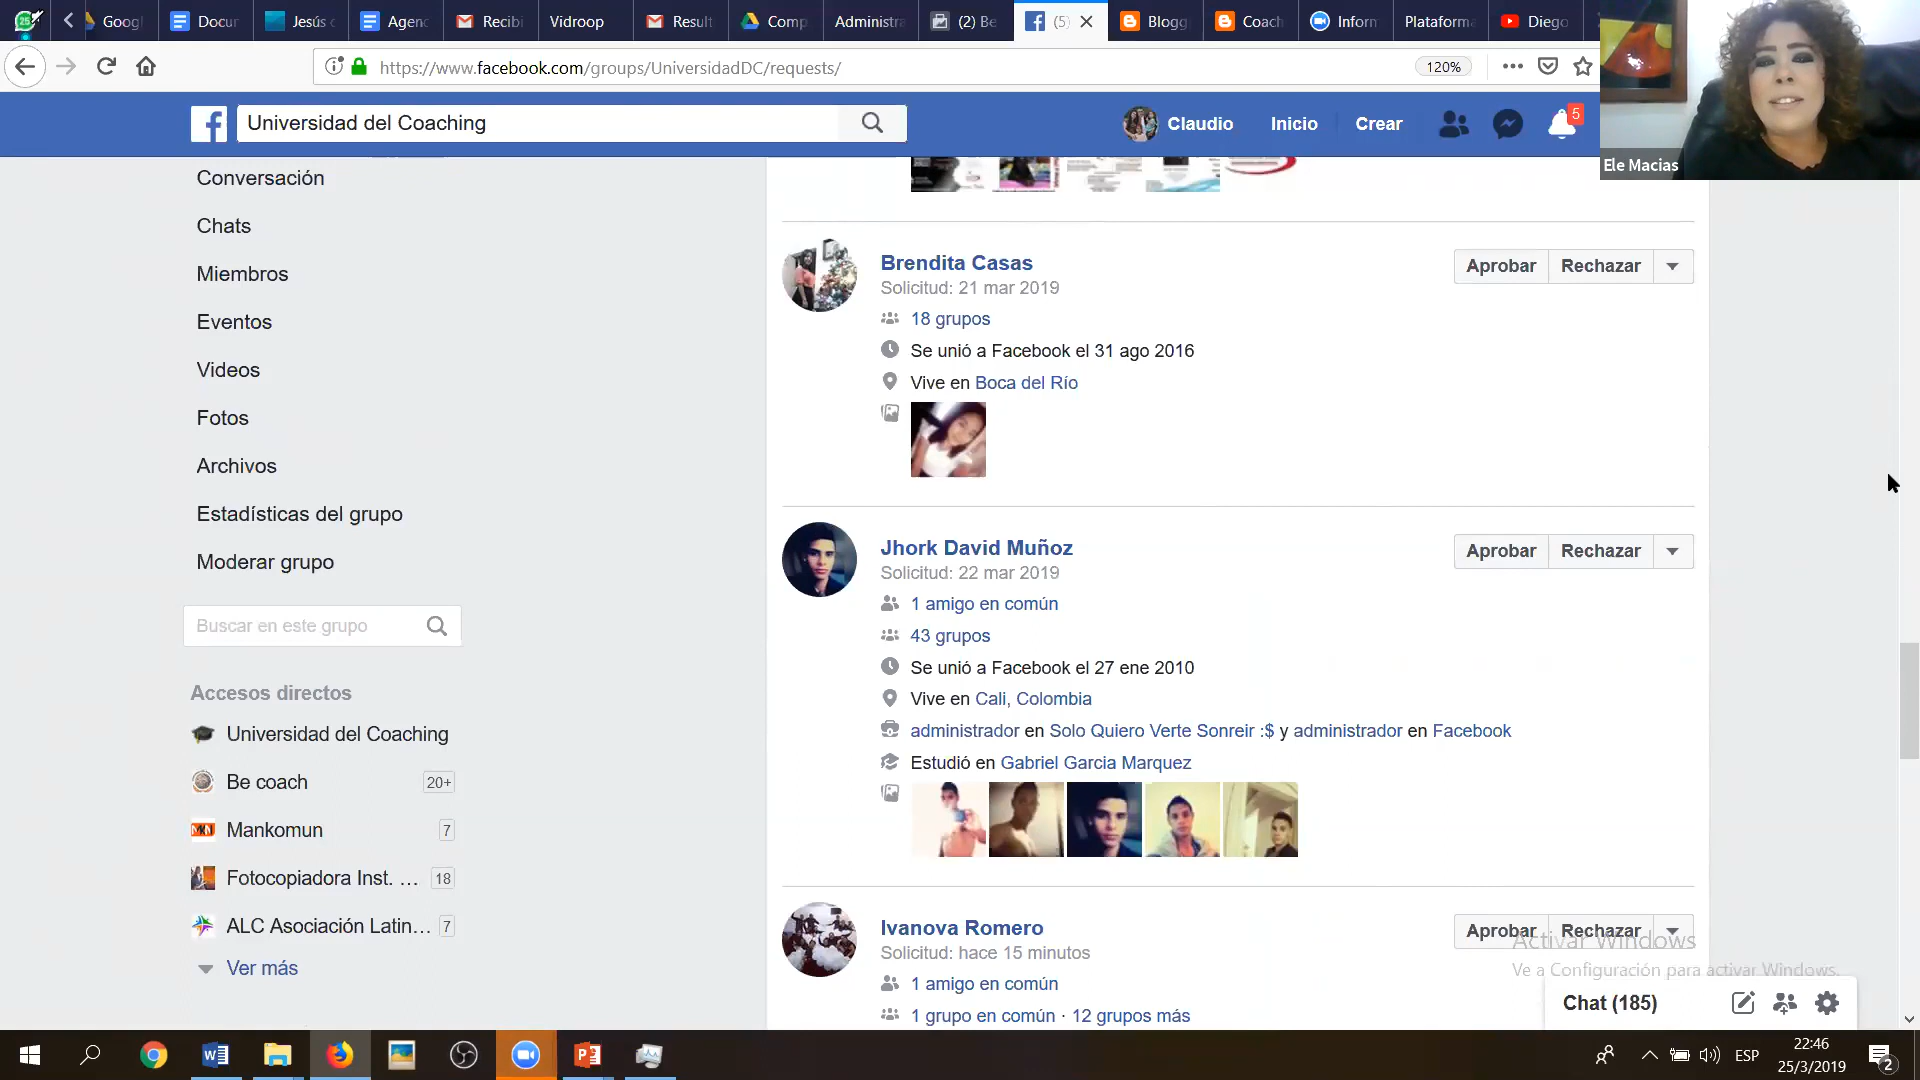 Googl
Docur
Jesús c
Agenc
Recibi
Vidroop
Result
Comp
Administra
(2) Be
(5)
Blogg
Coach
Inforn
Plataforma
Diego
https://www.facebook.com/groups/UniversidadDC/requests/
120%
Universidad del Coaching
Claudio
Inicio
Crear
5
Ele Macias
Conversación
Chats
Miembros
Eventos
Videos
Fotos
Archivos
Estadísticas del grupo
Moderar grupo
Buscar en este grupo
Accesos directos
Universidad del Coaching
Be coach 20+
Mankomun 7
Fotocopiadora Inst. ... 18
ALC Asociación Latin... 7
Ver más
Brendita Casas
Solicitud: 21 mar 2019
18 grupos
Se unió a Facebook el 31 ago 2016
Vive en Boca del Río
Aprobar Rechazar
Jhork David Muñoz
Solicitud: 22 mar 2019
1 amigo en común
43 grupos
Se unió a Facebook el 27 ene 2010
Vive en Cali, Colombia
administrador en Solo Quiero Verte Sonreir :$ y administrador en Facebook
Estudió en Gabriel Garcia Marquez
Aprobar Rechazar
Ivanova Romero
Solicitud: hace 15 minutos
1 amigo en común
1 grupo en común · 12 grupos más
Aprobar Rechazar
Activar Windows
Ve a Configuración para activar Windows.
Chat (185)
ESP
22:46
25/3/2019
2